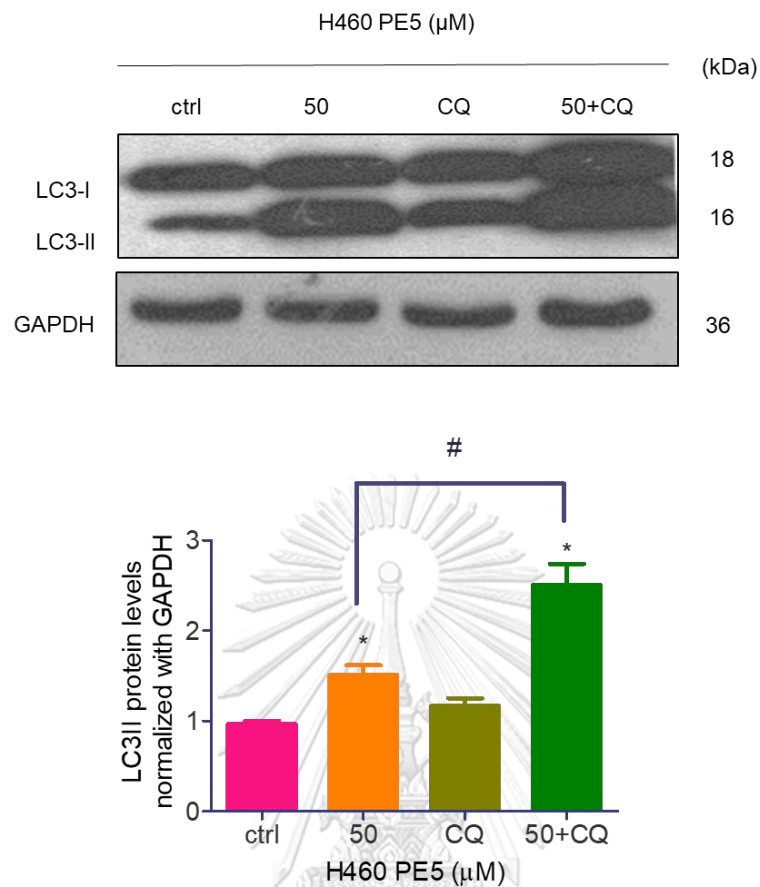 H460 PE5 (µM)
(kDa)
ctrl 50 CQ 50+CQ
18
LC3-I
16
LC3-II
GAPDH 36
#
3
*
2
*
1
0
LC3II protein levels
normalized with GAPDH
ctrl 50 CQ 50+CQ
H460 PE5 (µM)